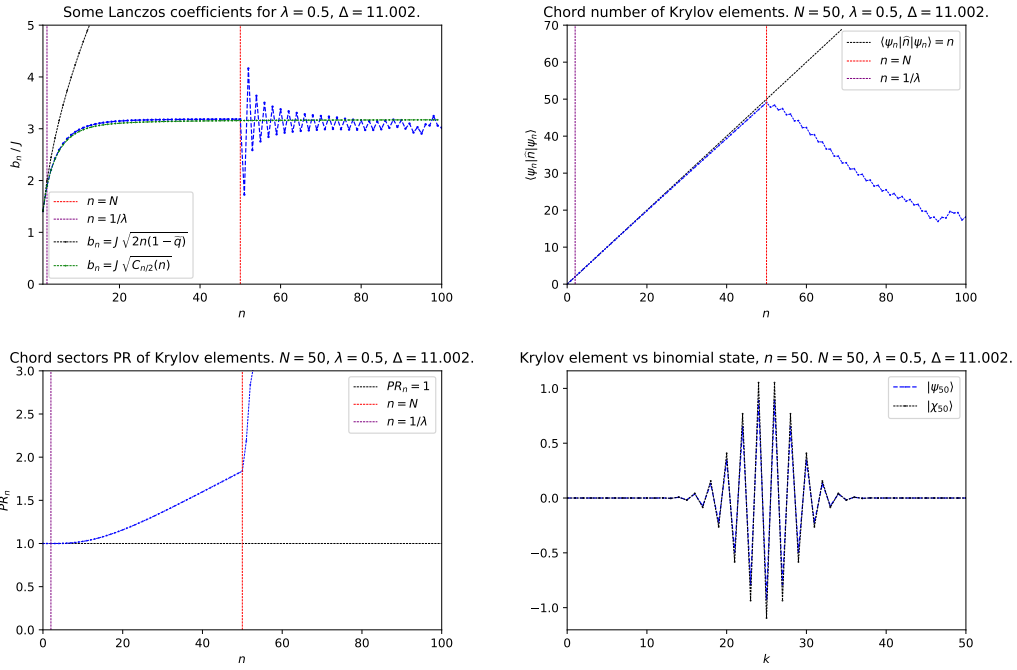 Some Lanczos coefficients for λ = 0.5, Δ = 11.002.
5
4
3
2
1
0
b_n / J
20
40
60
80
100
n
n = N
n = 1/λ
b_n = J √(2n(1 − q̃))
b_n = J √(C_{n/2}(n))
Chord number of Krylov elements. N = 50, λ = 0.5, Δ = 11.002.
70
60
50
40
30
20
10
0
⟨ψ_n|n̂|ψ_n⟩
0
20
40
60
80
100
n
⟨ψ_n|n̂|ψ_n⟩ = n
n = N
n = 1/λ
Chord sectors PR of Krylov elements. N = 50, λ = 0.5, Δ = 11.002.
3.0
2.5
2.0
1.5
1.0
0.5
0.0
PR_n
0
20
40
60
80
100
n
PR_n = 1
n = N
n = 1/λ
Krylov element vs binomial state, n = 50. N = 50, λ = 0.5, Δ = 11.002.
1.0
0.5
0.0
−0.5
−1.0
0
10
20
30
40
50
k
|ψ_50⟩
|χ_50⟩